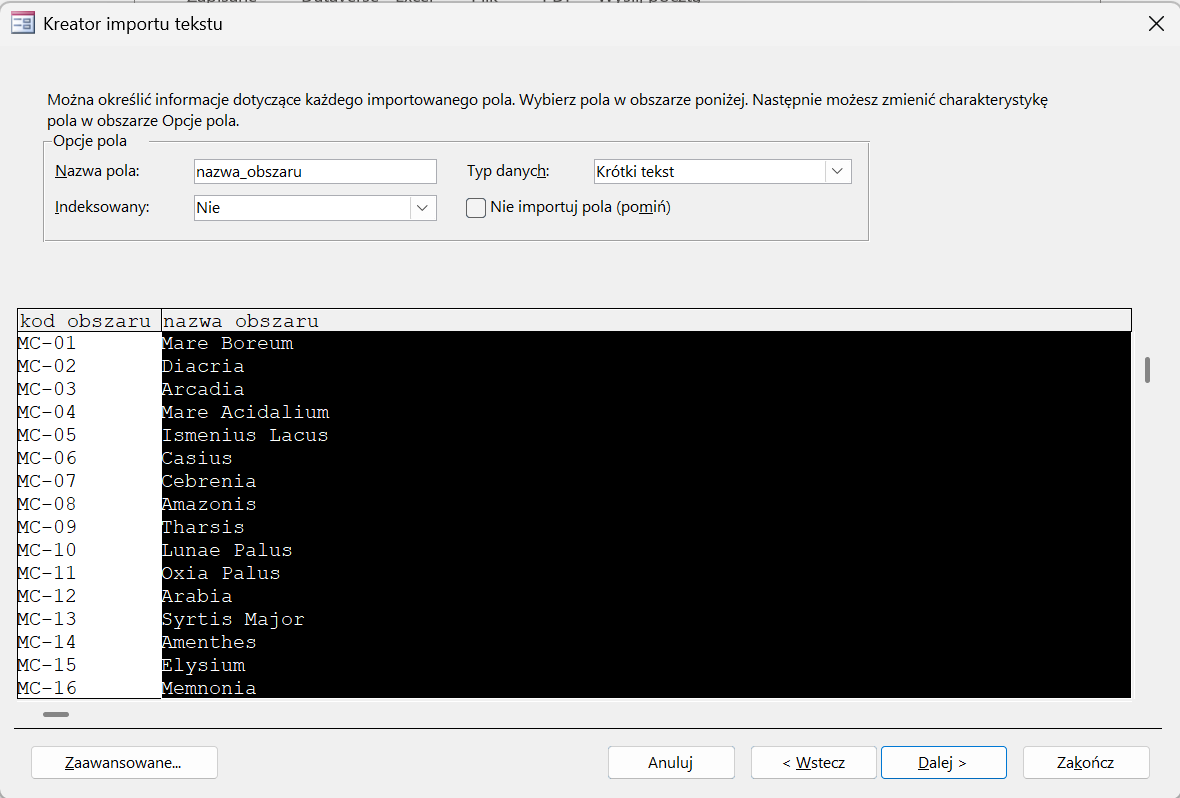 Kreator importu tekstu
Można określić informacje dotyczące każdego importowanego pola. Wybierz pola w obszarze poniżej. Następnie możesz zmienić charakterystykę
pola w obszarze Opcje pola.
Opcje pola
Nazwa pola: nazwa_obszaru Typ danych: Krótki tekst
Indeksowany: Nie Nie importuj pola (pomiń)
kod obszaru nazwa obszaru
MC-01 Mare Boreum
MC-02 Diacria
MC-03 Arcadia
MC-04 Mare Acidalium
MC-05 Ismenius Lacus
MC-06 Casius
MC-07 Cebrenia
MC-08 Amazonis
MC-09 Tharsis
MC-10 Lunae Palus
MC-11 Oxia Palus
MC-12 Arabia
MC-13 Syrtis Major
MC-14 Amenthes
MC-15 Elysium
MC-16 Memnonia
Zaawansowane... Anuluj < Wstecz Dalej > Zakończ